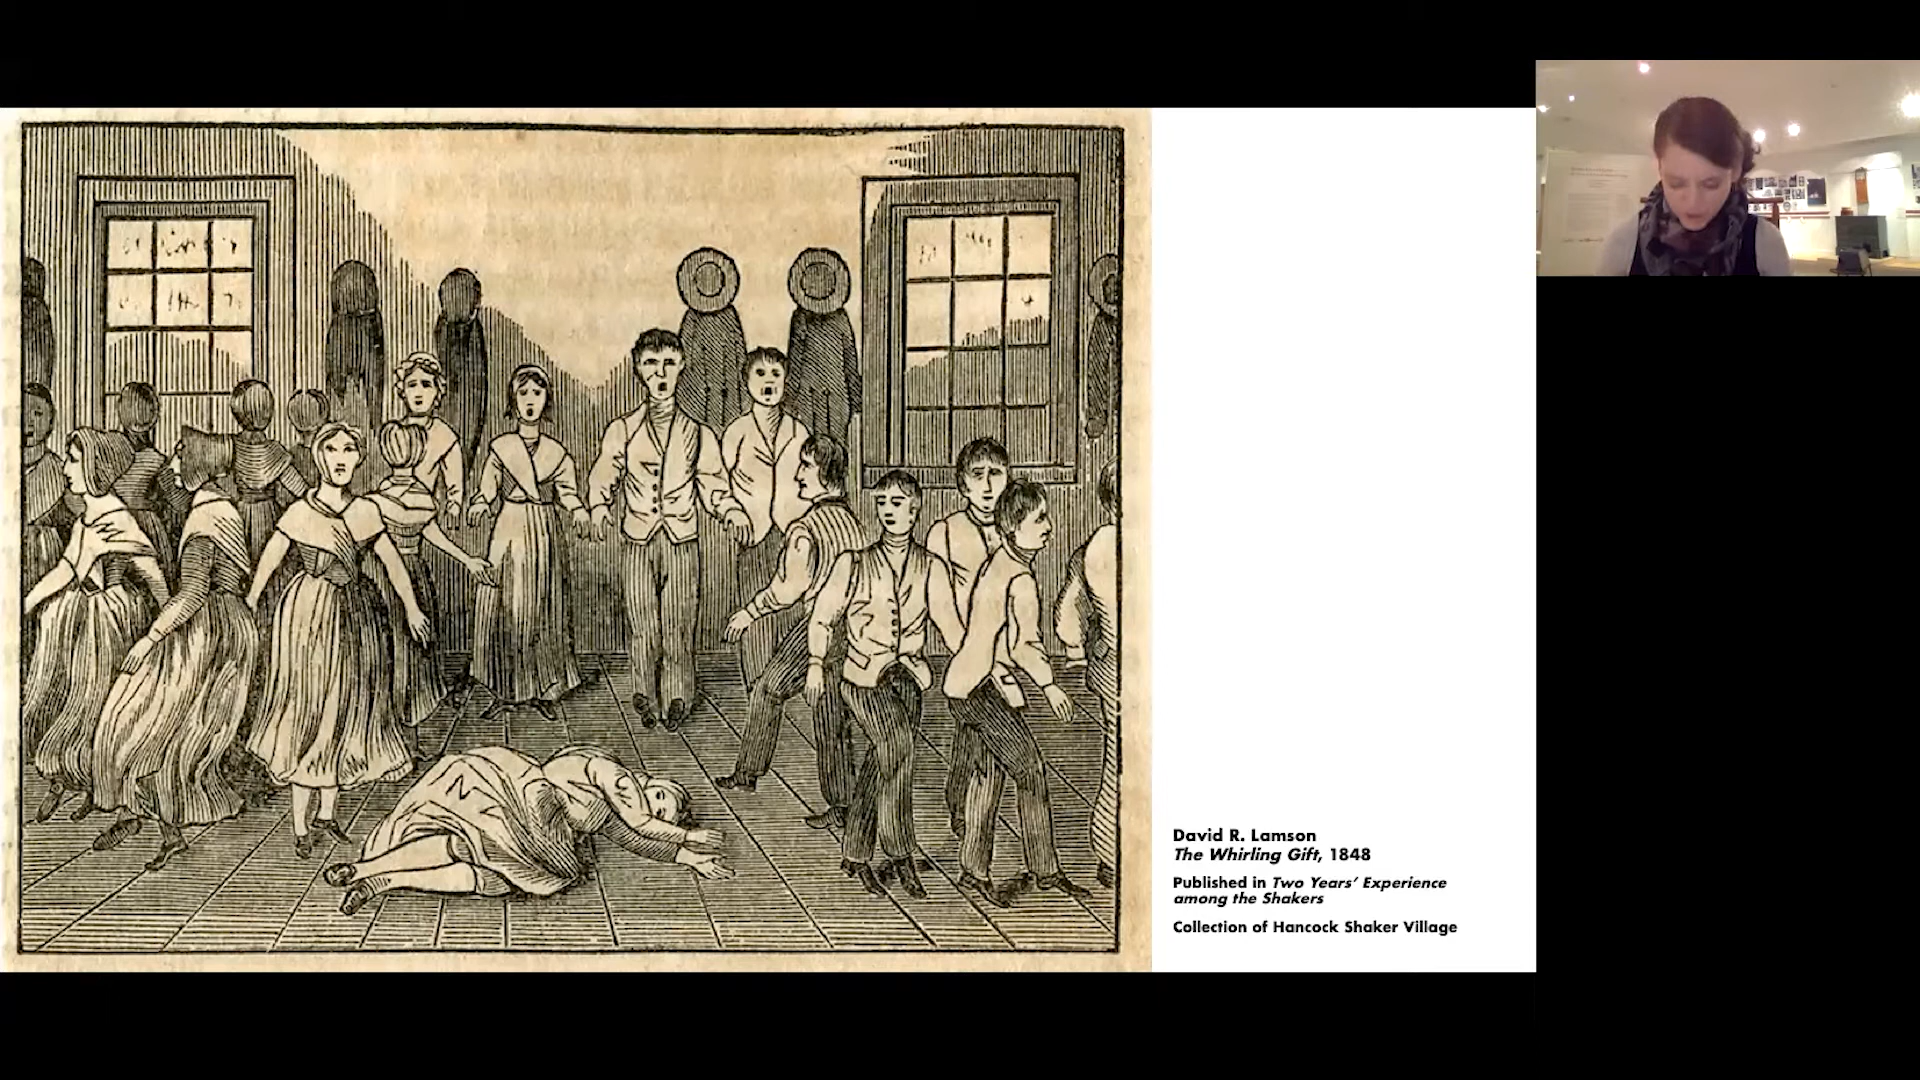 David R. Lamson
The Whirling Gift, 1848
Published in Two Years’ Experience
among the Shakers
Collection of Hancock Shaker Village